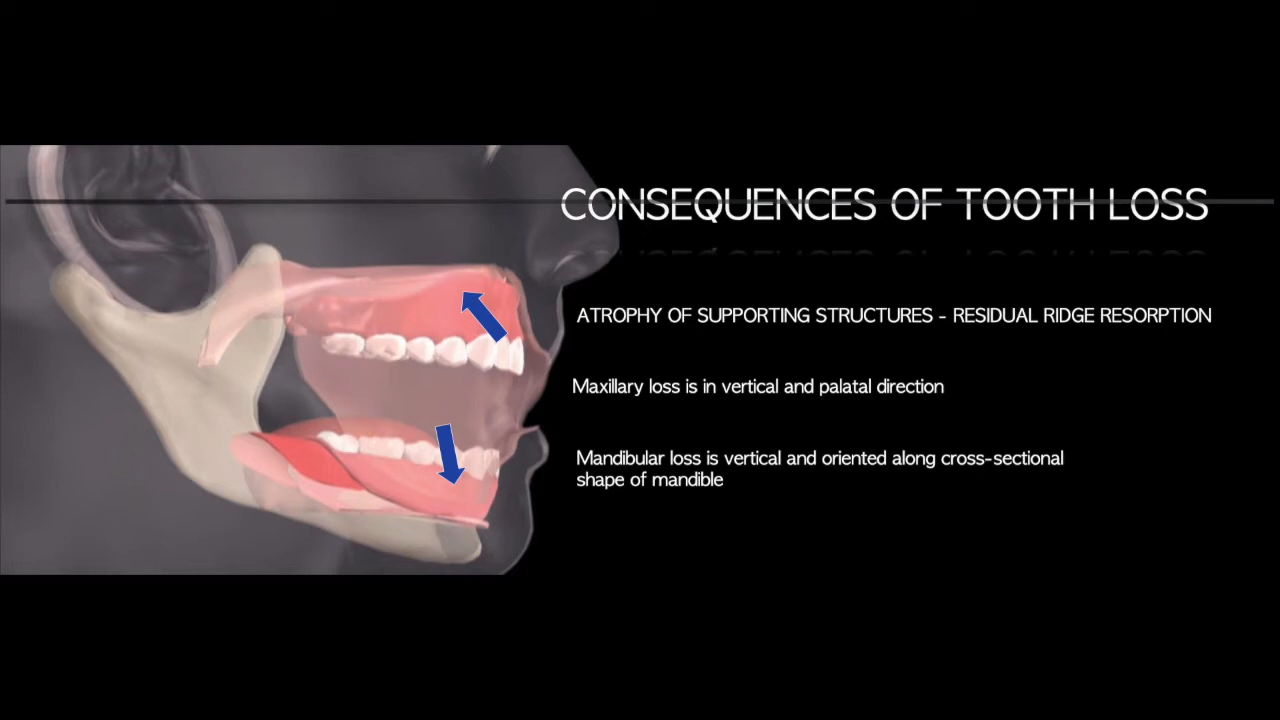 CONSEQUENCES OF TOOTH LOSS
ATROPHY OF SUPPORTING STRUCTURES - RESIDUAL RIDGE RESORPTION
Maxillary loss is in vertical and palatal direction
Mandibular loss is vertical and oriented along cross-sectional
shape of mandible